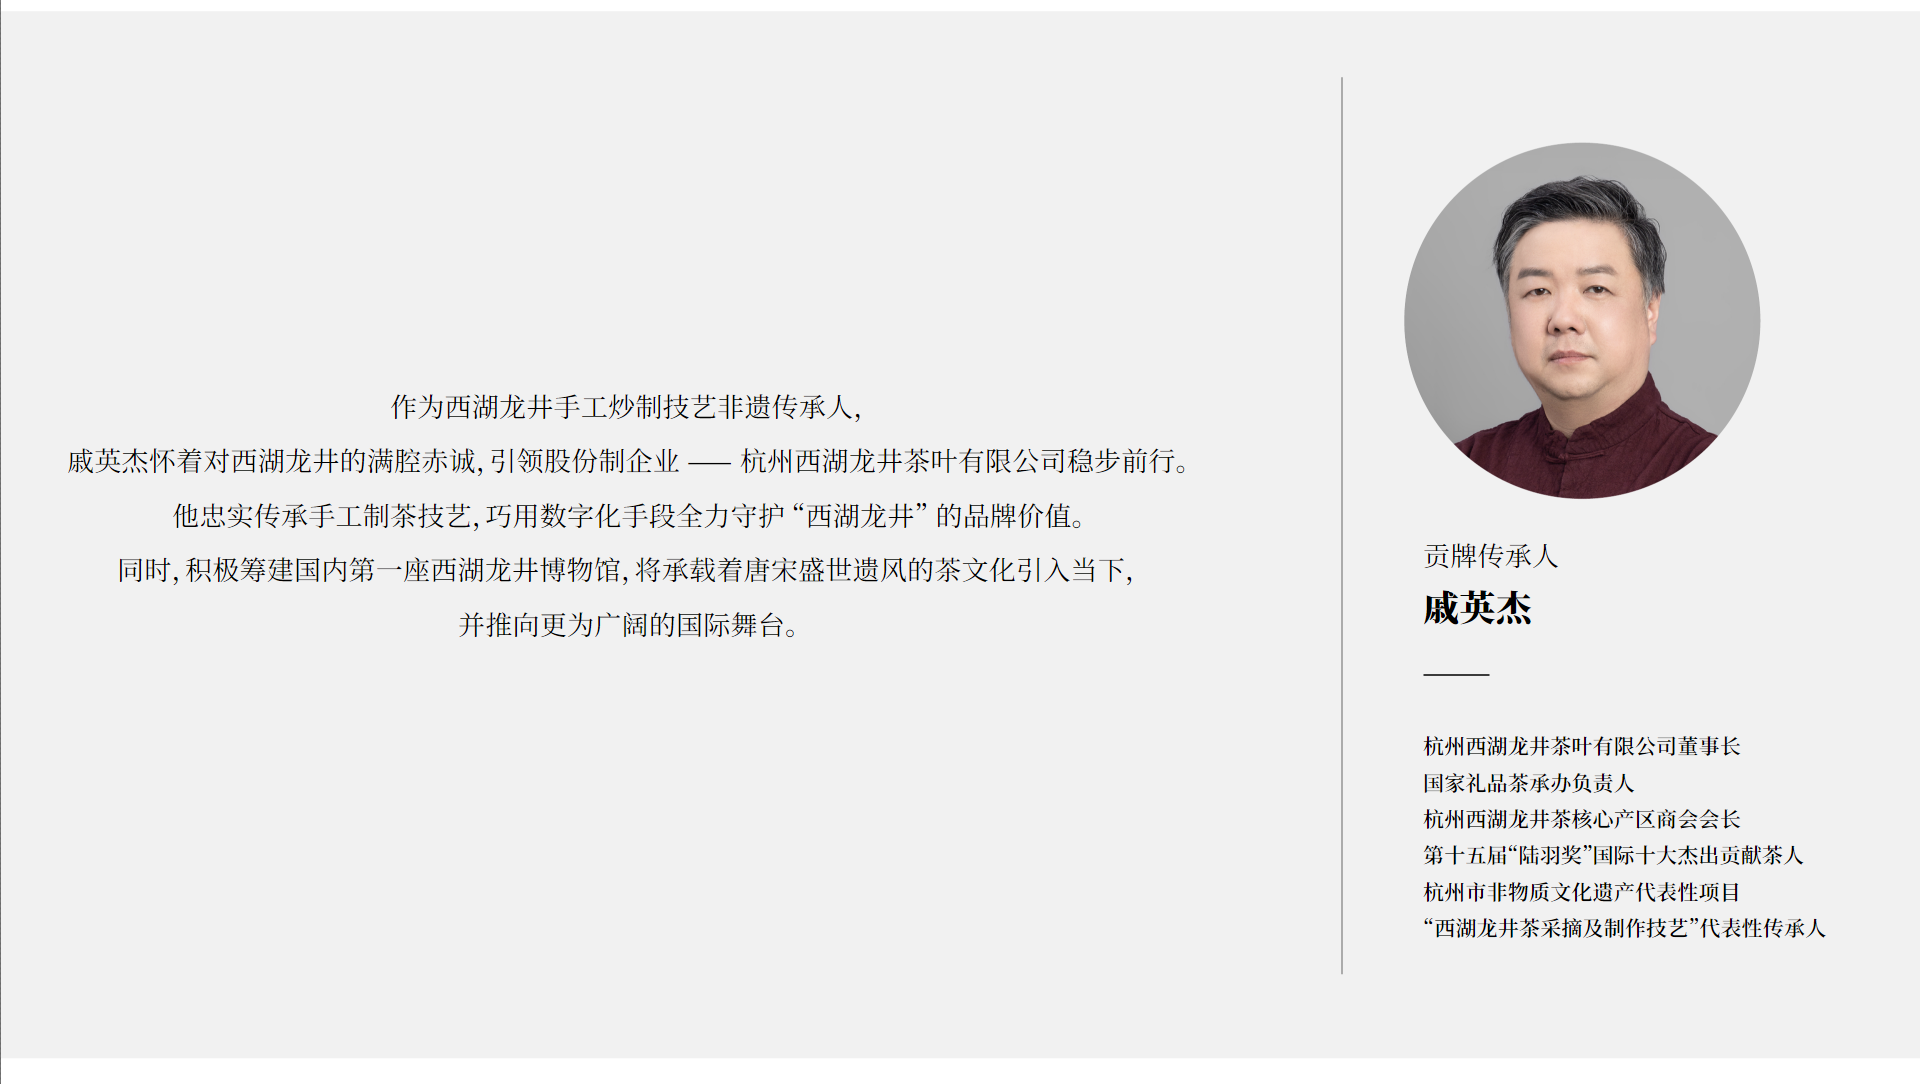 作为西湖龙井手工炒制技艺非遗传承人，
戚英杰怀着对西湖龙井的满腔赤诚，引领股份制企业 —— 杭州西湖龙井茶叶有限公司稳步前行。
他忠实传承手工制茶技艺，巧用数字化手段全力守护 “西湖龙井” 的品牌价值。
同时，积极筹建国内第一座西湖龙井博物馆，将承载着唐宋盛世遗风的茶文化引入当下，
并推向更为广阔的国际舞台。
贡牌传承人
戚英杰
杭州西湖龙井茶叶有限公司董事长
国家礼品茶承办负责人
杭州西湖龙井茶核心产区商会会长
第十五届“陆羽奖”国际十大杰出贡献茶人
杭州市非物质文化遗产代表性项目
“西湖龙井茶采摘及制作技艺”代表性传承人